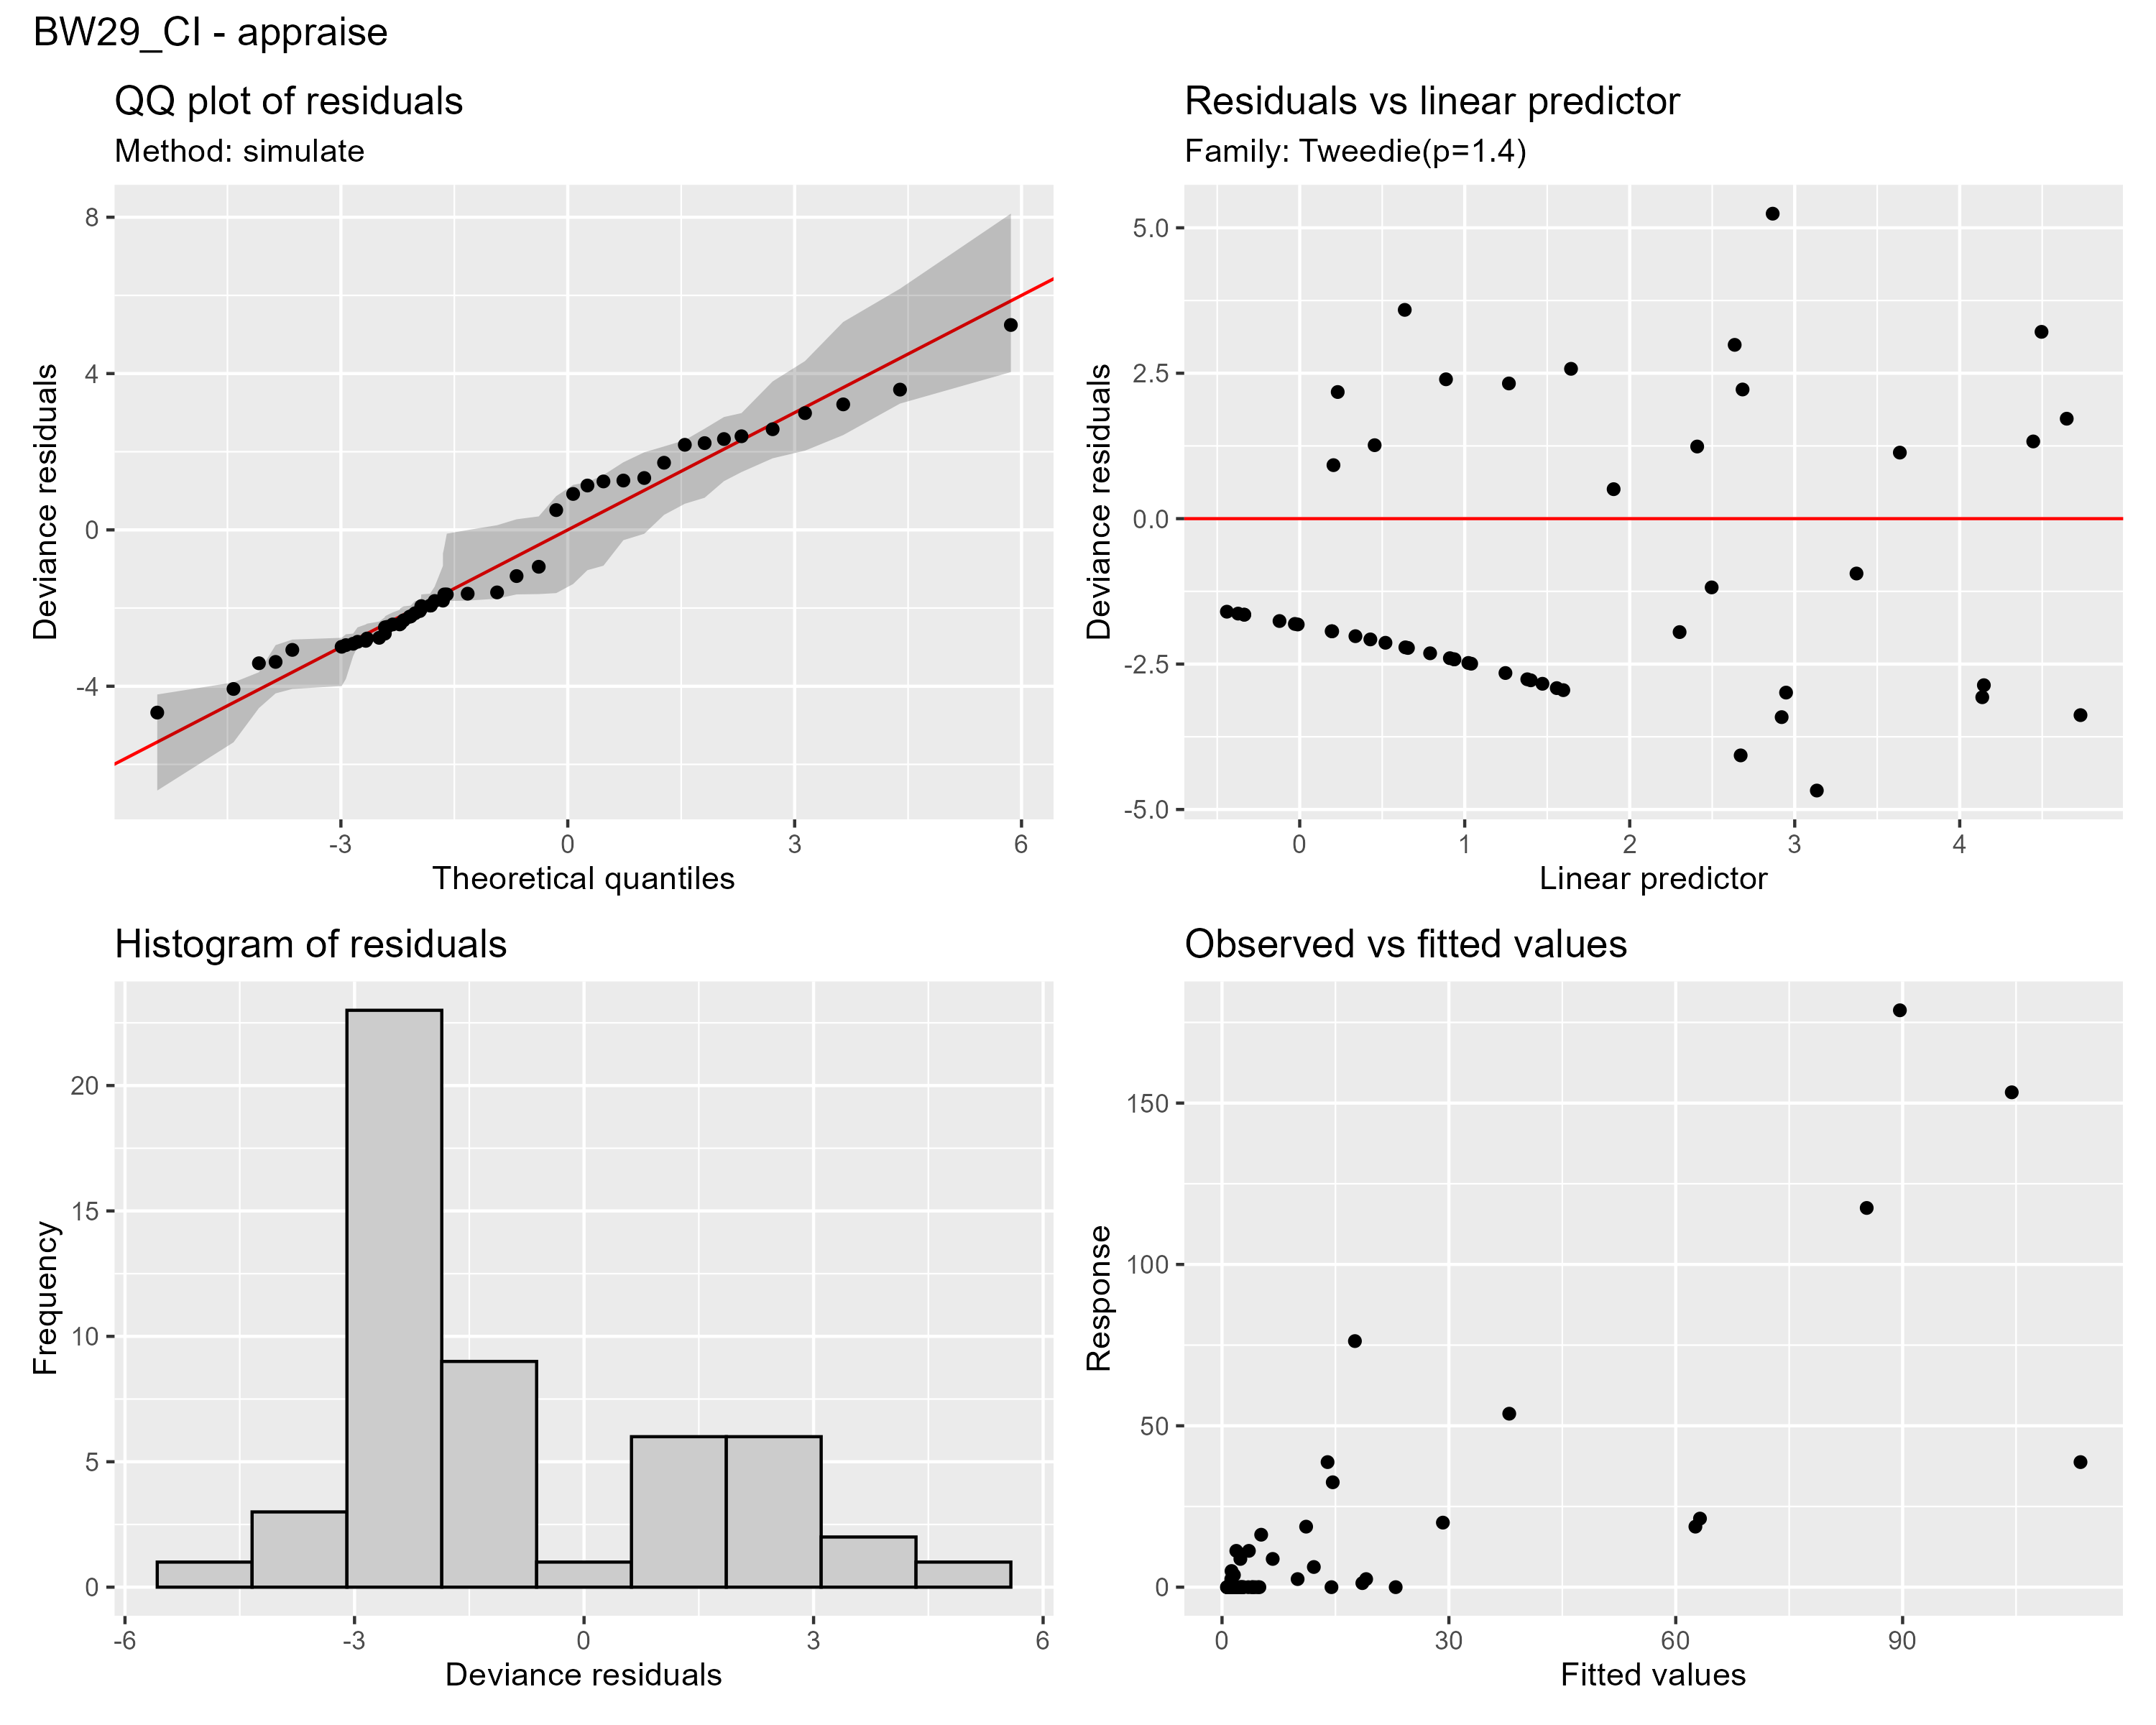 BW29_CI - appraise
QQ plot of residuals
Method: simulate
8
4
0
-4
-3
0
3
6
Theoretical quantiles
Deviance residuals
Residuals vs linear predictor
Family: Tweedie(p=1.4)
5.0
2.5
0.0
-2.5
-5.0
0
1
2
3
4
Linear predictor
Deviance residuals
Histogram of residuals
20
15
10
5
0
-6
-3
0
3
6
Deviance residuals
Frequency
Observed vs fitted values
150
100
50
0
0
30
60
90
Fitted values
Response